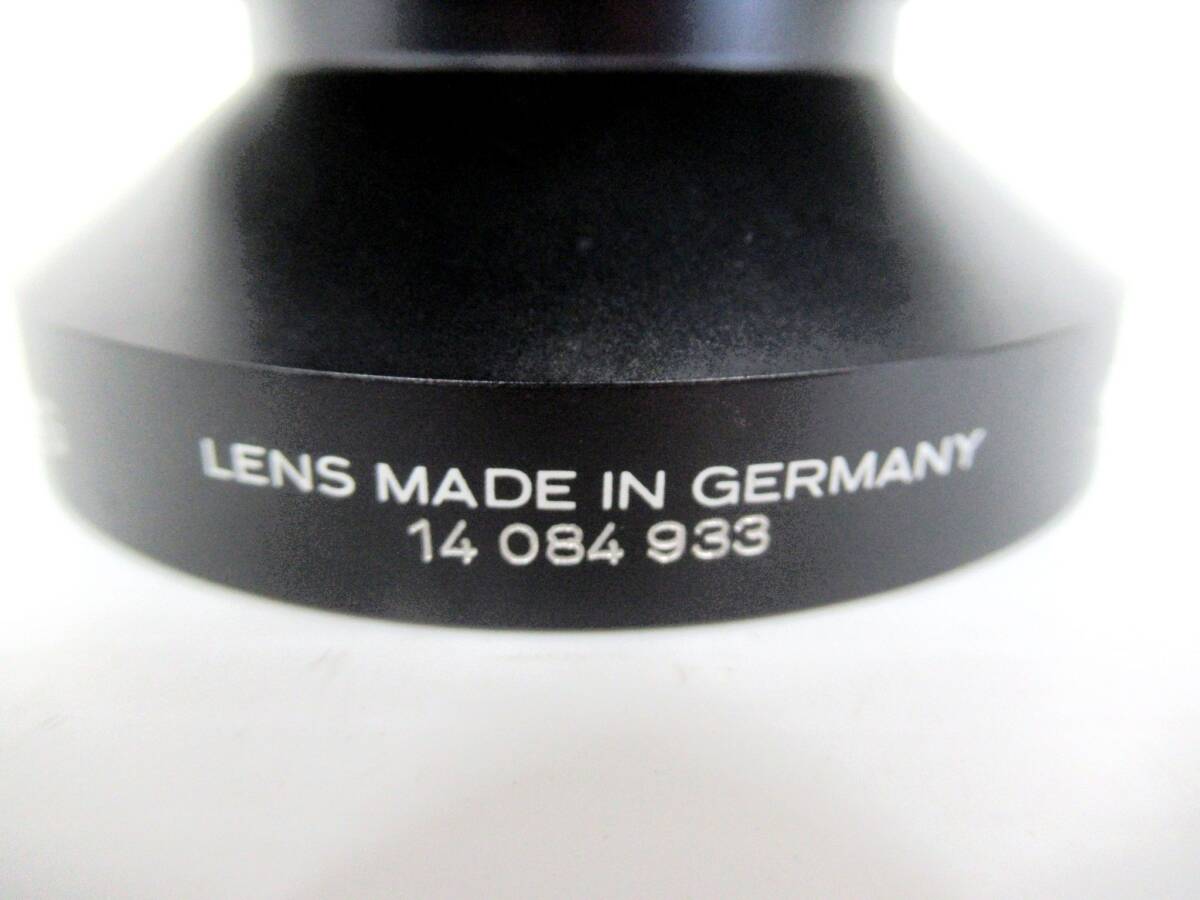 LENS MADE IN GERMANY
14 084 933